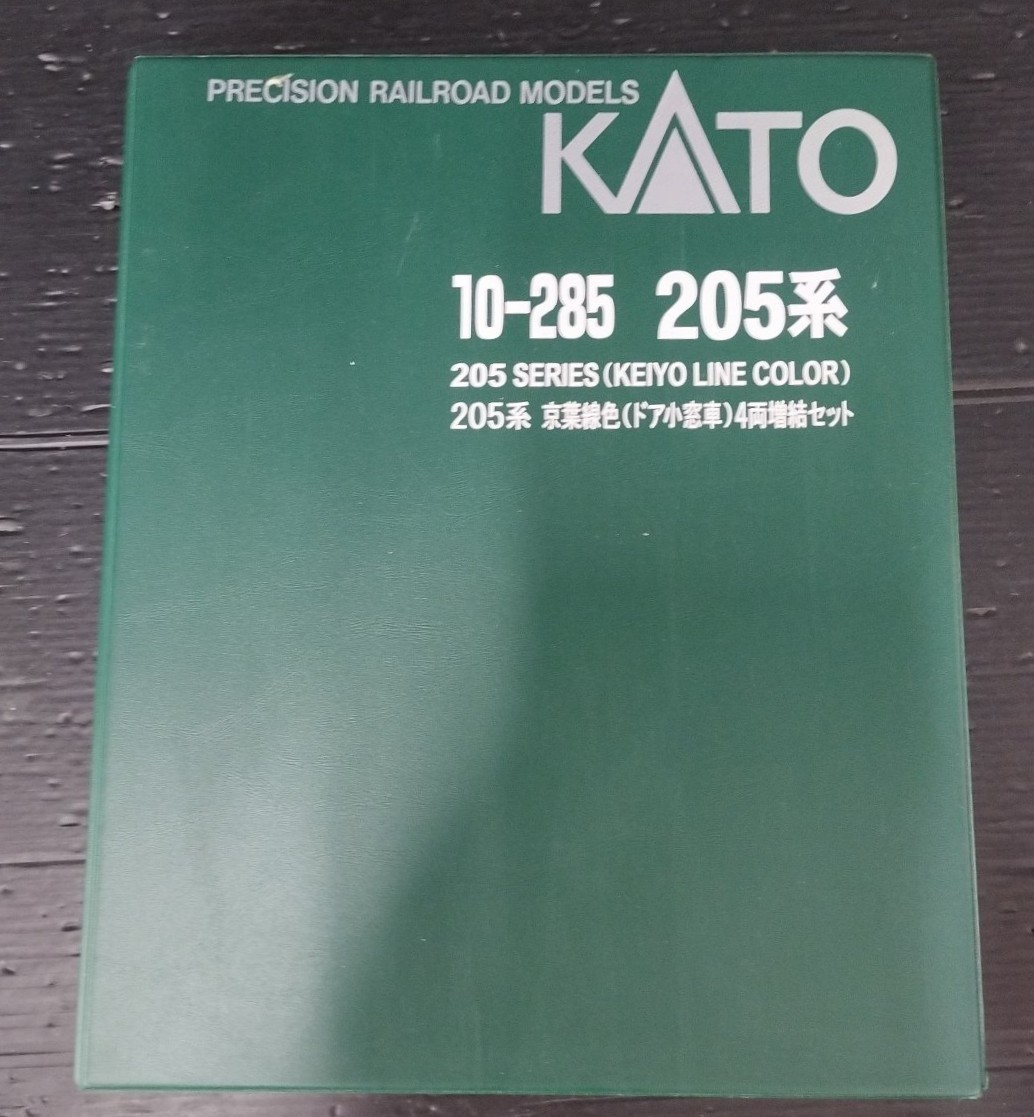 PRECISION RAILROAD MODELS
KATO
10-285 205系
205 SERIES(KEIYO LINE COLOR)
205系 京葉線色(ドア小窓車)4両増結セット